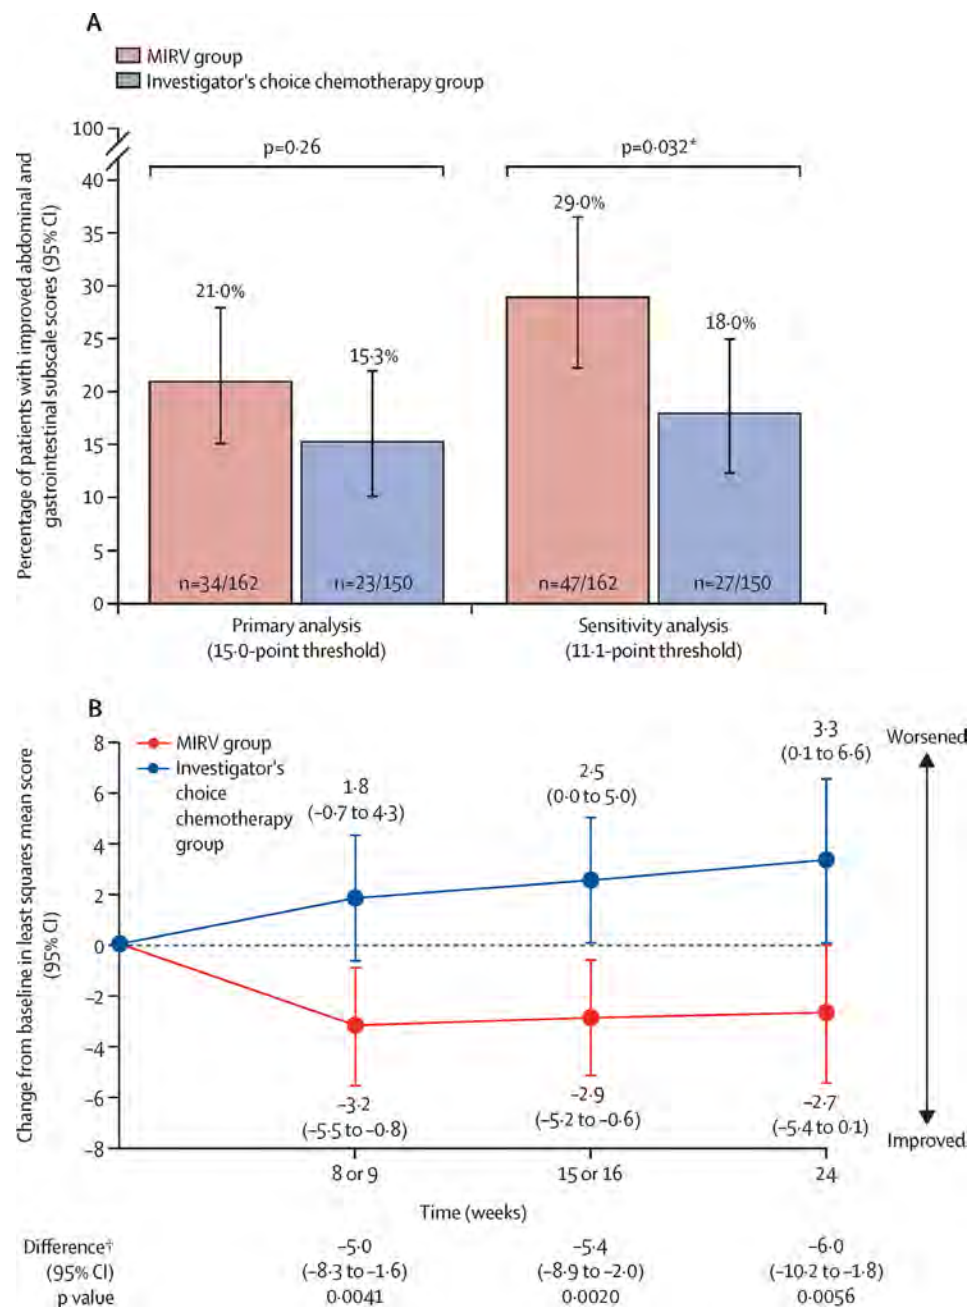 A
MIRV group
Investigator's choice chemotherapy group
Percentage of patients with improved abdominal and
gastrointestinal subscale scores (95% CI)
100
40
35
30
25
20
15
10
5
0
p=0·26
p=0·032*
21·0%
15·3%
29·0%
18·0%
n=34/162
n=23/150
n=47/162
n=27/150
Primary analysis
(15·0-point threshold)
Sensitivity analysis
(11·1-point threshold)
B
MIRV group
Investigator's
choice
chemotherapy
group
Change from baseline in least squares mean score
(95% CI)
8
6
4
2
0
–2
–4
–6
–8
1·8
(–0·7 to 4·3)
2·5
(0·0 to 5·0)
3·3
(0·1 to 6·6)
–3·2
(–5·5 to –0·8)
–2·9
(–5·2 to –0·6)
–2·7
(–5·4 to 0·1)
Worsened
Improved
8 or 9
15 or 16
24
Time (weeks)
Difference† –5·0 –5·4 –6·0
(95% CI) (–8·3 to –1·6) (–8·9 to –2·0) (–10·2 to –1·8)
p value 0·0041 0·0020 0·0056